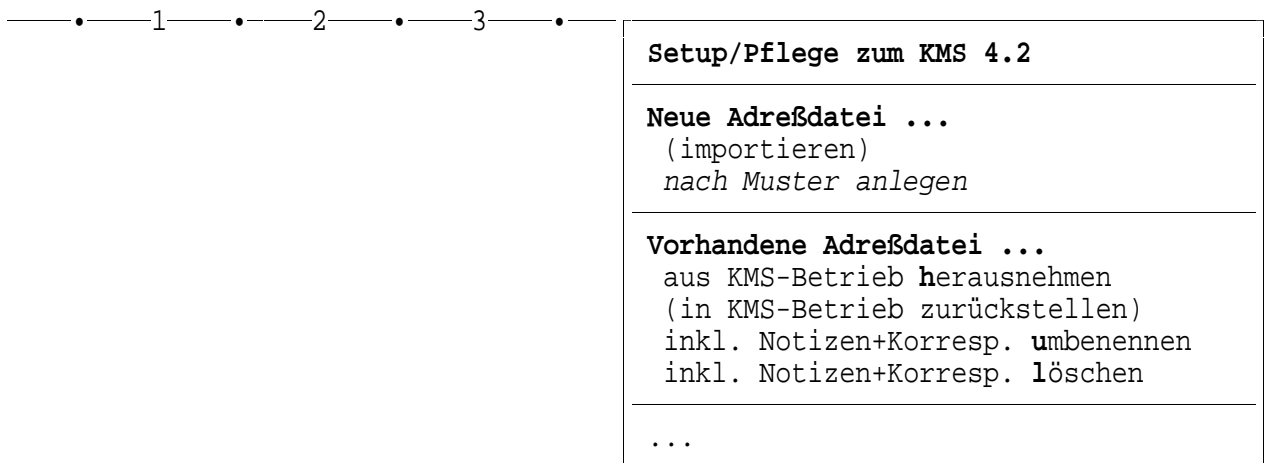 1 2 3
Setup/Pflege zum KMS 4.2
Neue Adreßdatei ...
(importieren)
nach Muster anlegen
Vorhandene Adreßdatei ...
aus KMS-Betrieb herausnehmen
(in KMS-Betrieb zurückstellen)
inkl. Notizen+Korresp. umbenennen
inkl. Notizen+Korresp. löschen
...